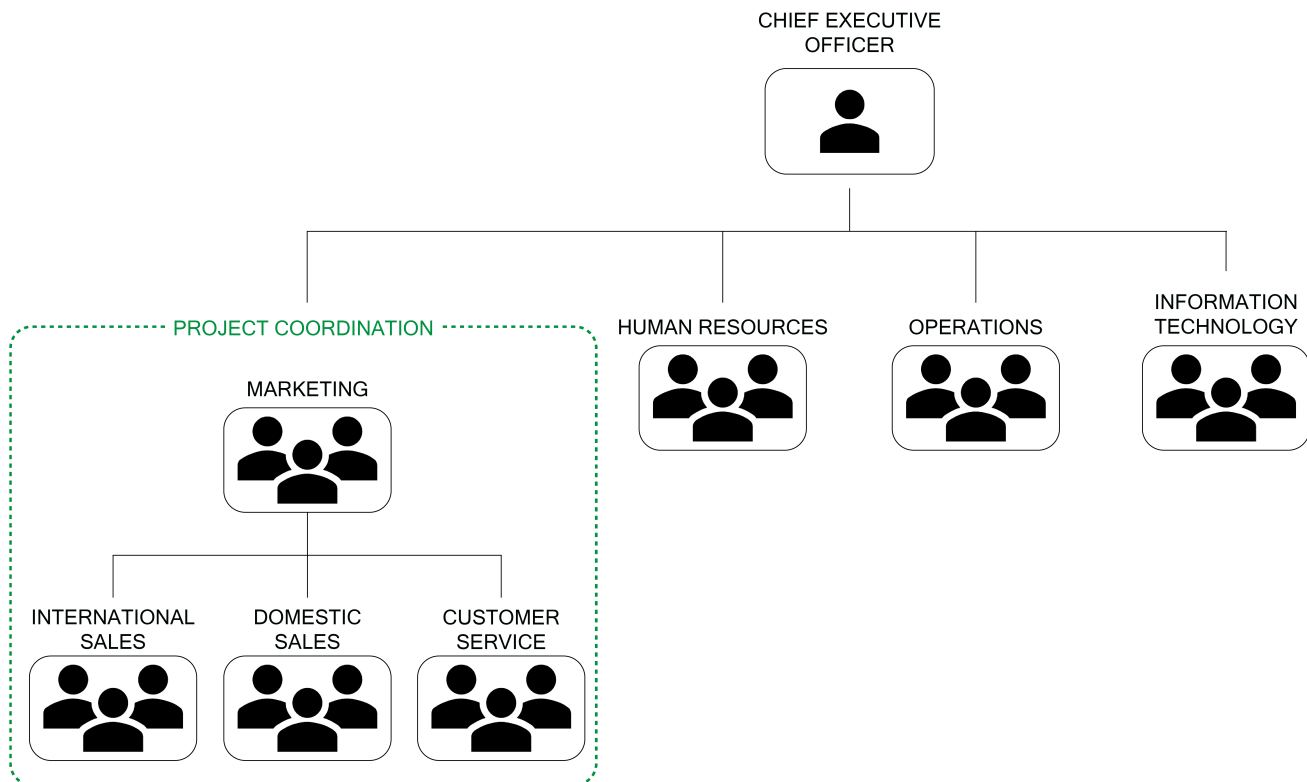 CHIEF EXECUTIVE
OFFICER
PROJECT COORDINATION
HUMAN RESOURCES
OPERATIONS
INFORMATION
TECHNOLOGY
MARKETING
INTERNATIONAL
SALES
DOMESTIC
SALES
CUSTOMER
SERVICE